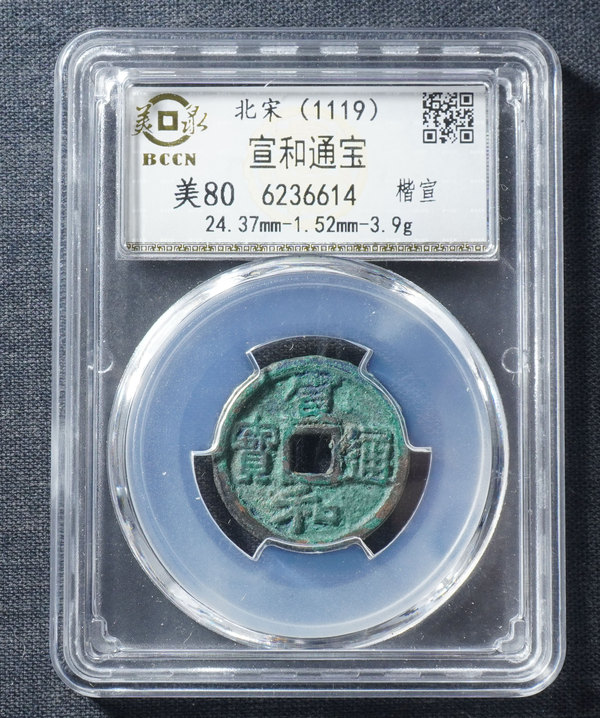 美泉
BCCN
北宋（1119）
宣和通宝
美80 6236614 楷宣
24.37mm-1.52mm-3.9g
宣
寶 通
和